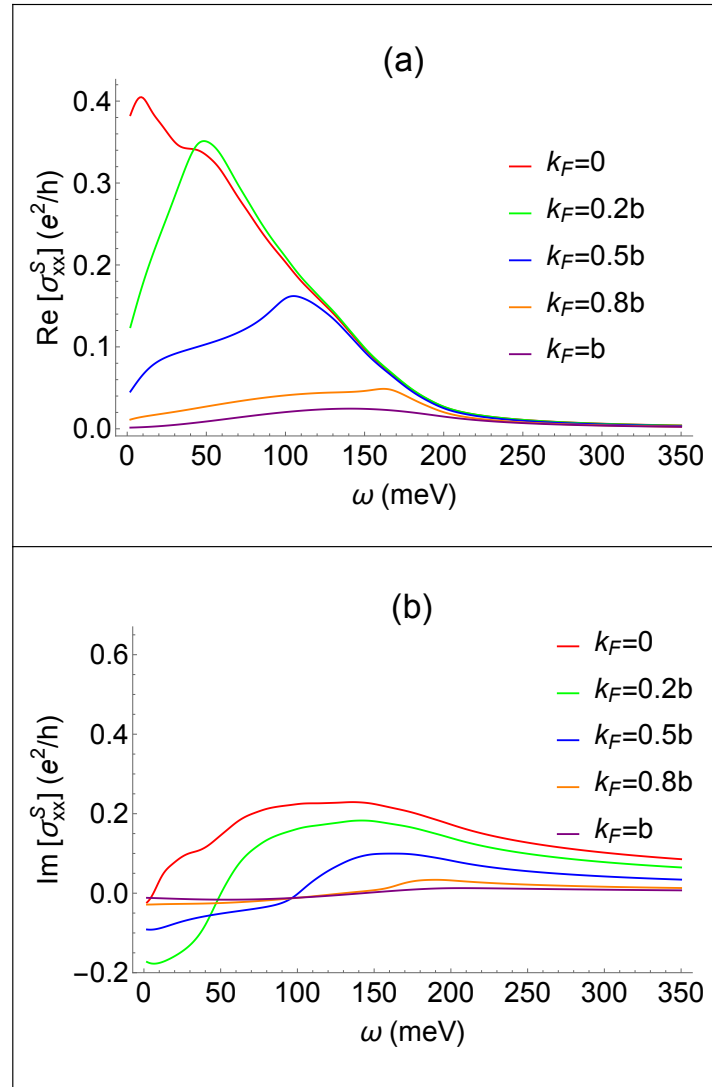 (a)
Re [σ^S_xx] (e²/h)
0.4
0.3
0.2
0.1
0.0
k_F=0
k_F=0.2b
k_F=0.5b
k_F=0.8b
k_F=b
0 50 100 150 200 250 300 350
ω (meV)
(b)
Im [σ^S_xx] (e²/h)
0.6
0.4
0.2
0.0
−0.2
k_F=0
k_F=0.2b
k_F=0.5b
k_F=0.8b
k_F=b
0 50 100 150 200 250 300 350
ω (meV)